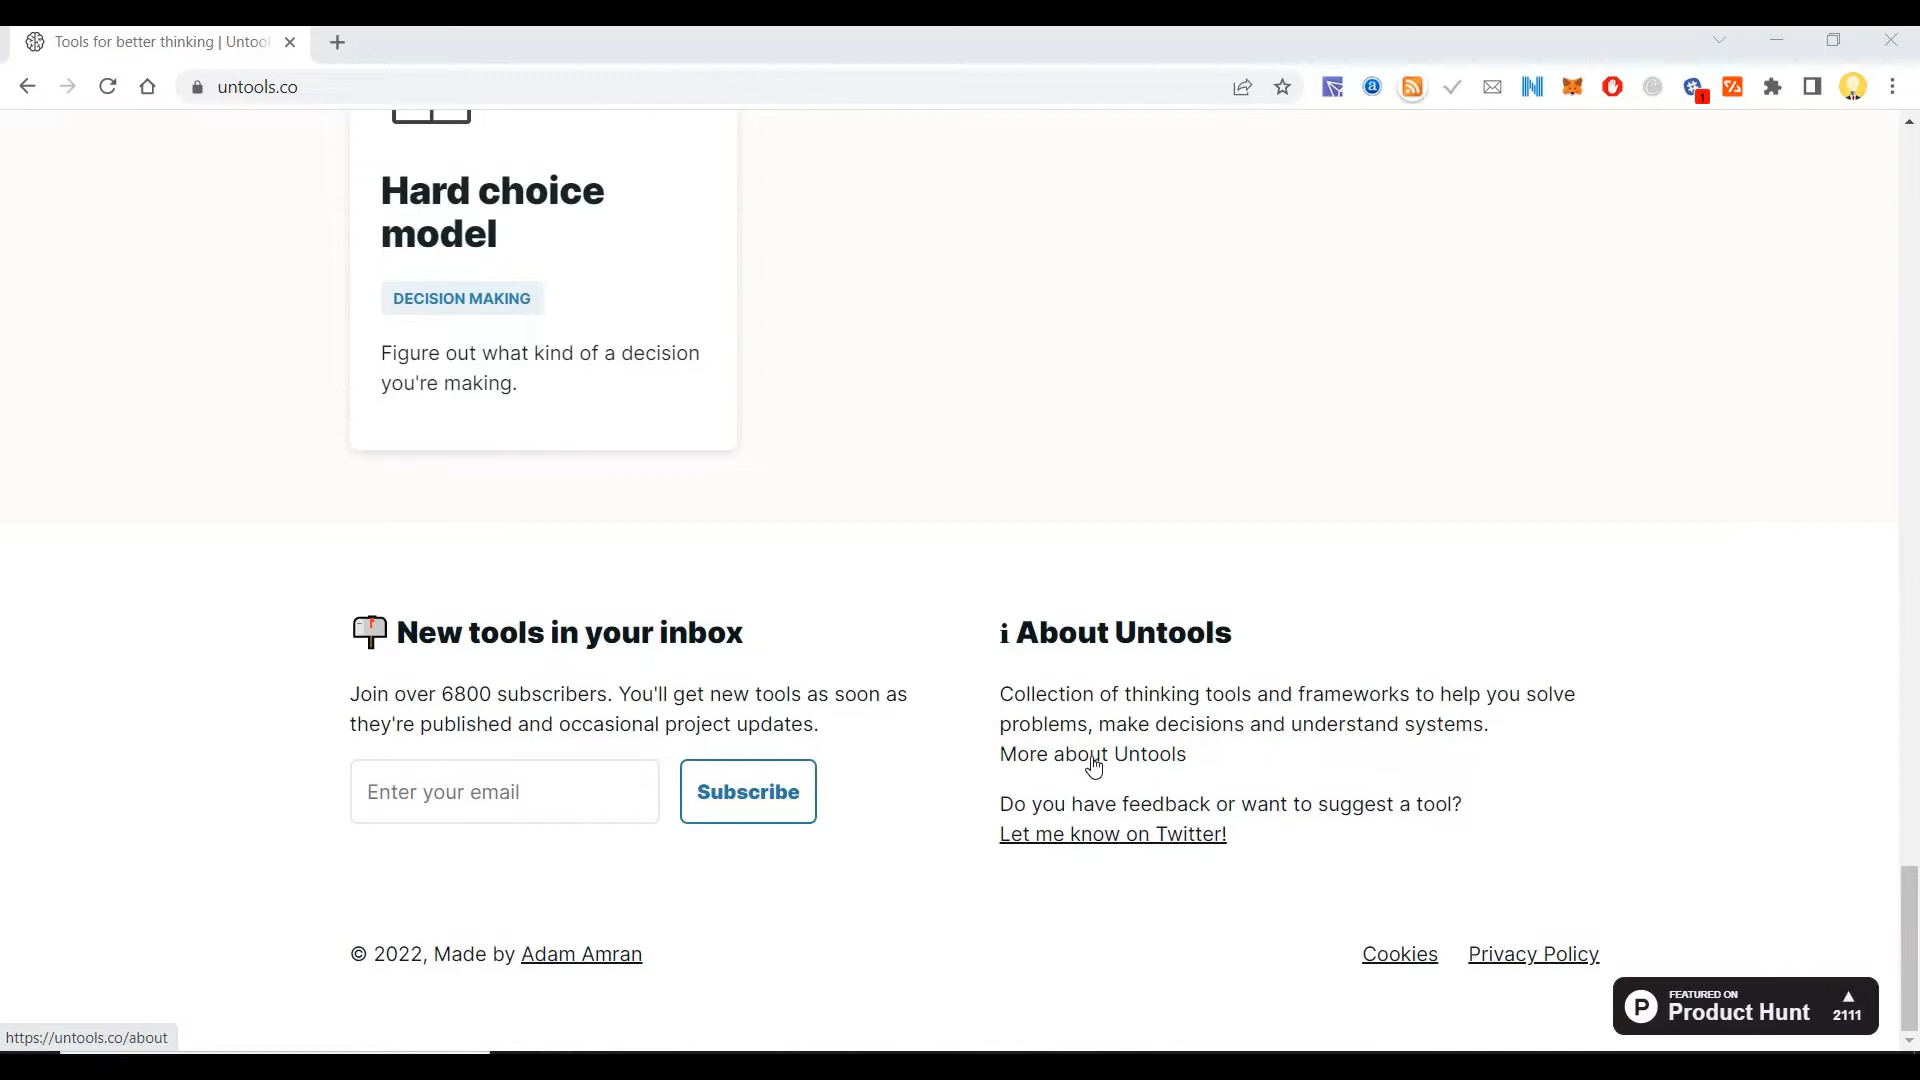 Tools for better thinking | Untool
untools.co
1
Hard choice
model
DECISION MAKING
Figure out what kind of a decision
you're making.
New tools in your inbox
Join over 6800 subscribers. You'll get new tools as soon as
they're published and occasional project updates.
Enter your email
Subscribe
i About Untools
Collection of thinking tools and frameworks to help you solve
problems, make decisions and understand systems.
More about Untools
Do you have feedback or want to suggest a tool?
Let me know on Twitter!
© 2022, Made by Adam Amran
Cookies
Privacy Policy
P
FEATURED ON
Product Hunt
2111
https://untools.co/about